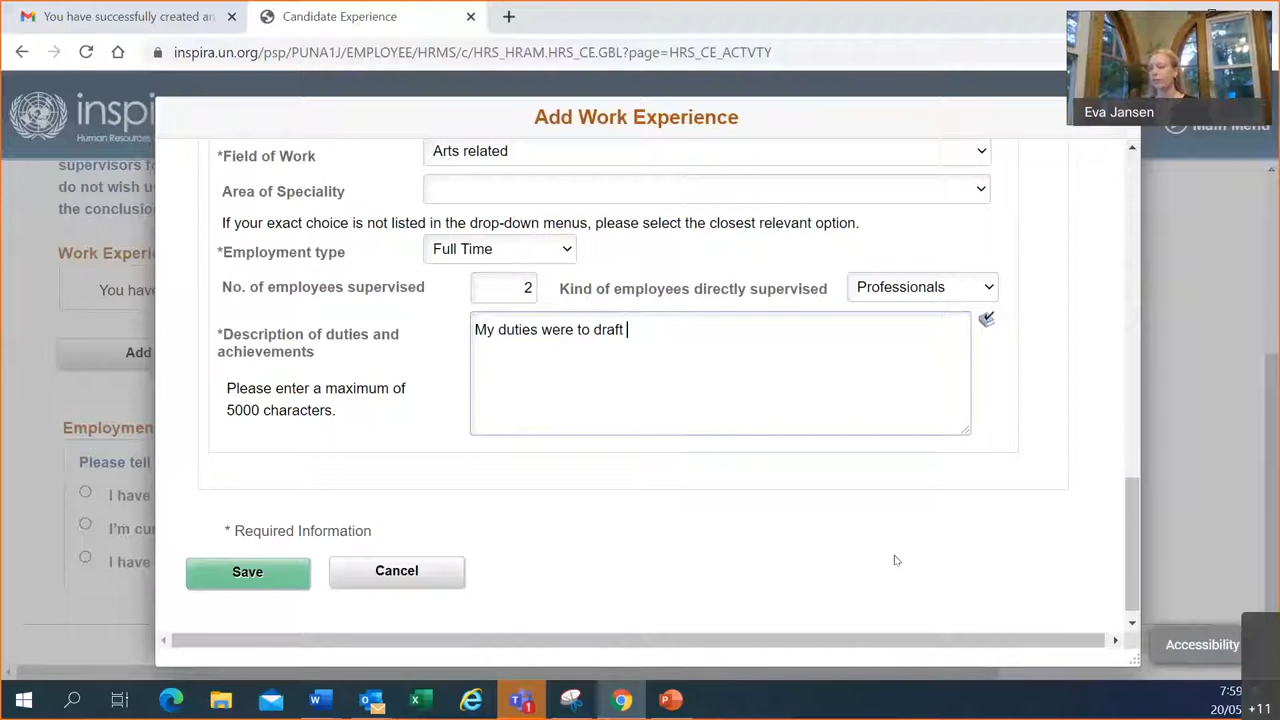 You have successfully created an
Candidate Experience
inspira.un.org/psp/PUNA1J/EMPLOYEE/HRMS/c/HRS_HRAM.HRS_CE.GBL?page=HRS_CE_ACTVTY
Eva Jansen
inspi
Human Resources
Main Menu
Add Work Experience
supervisors fo
do not wish u
the conclusion
Work Experi
You have
Add
Employmen
Please tell
I have
I'm cur
I have
*Field of Work
Arts related
Area of Speciality
If your exact choice is not listed in the drop-down menus, please select the closest relevant option.
*Employment type
Full Time
No. of employees supervised
2
Kind of employees directly supervised
Professionals
*Description of duties and
achievements
My duties were to draft
Please enter a maximum of
5000 characters.
* Required Information
Save
Cancel
Accessibility
7:59
20/05
+11